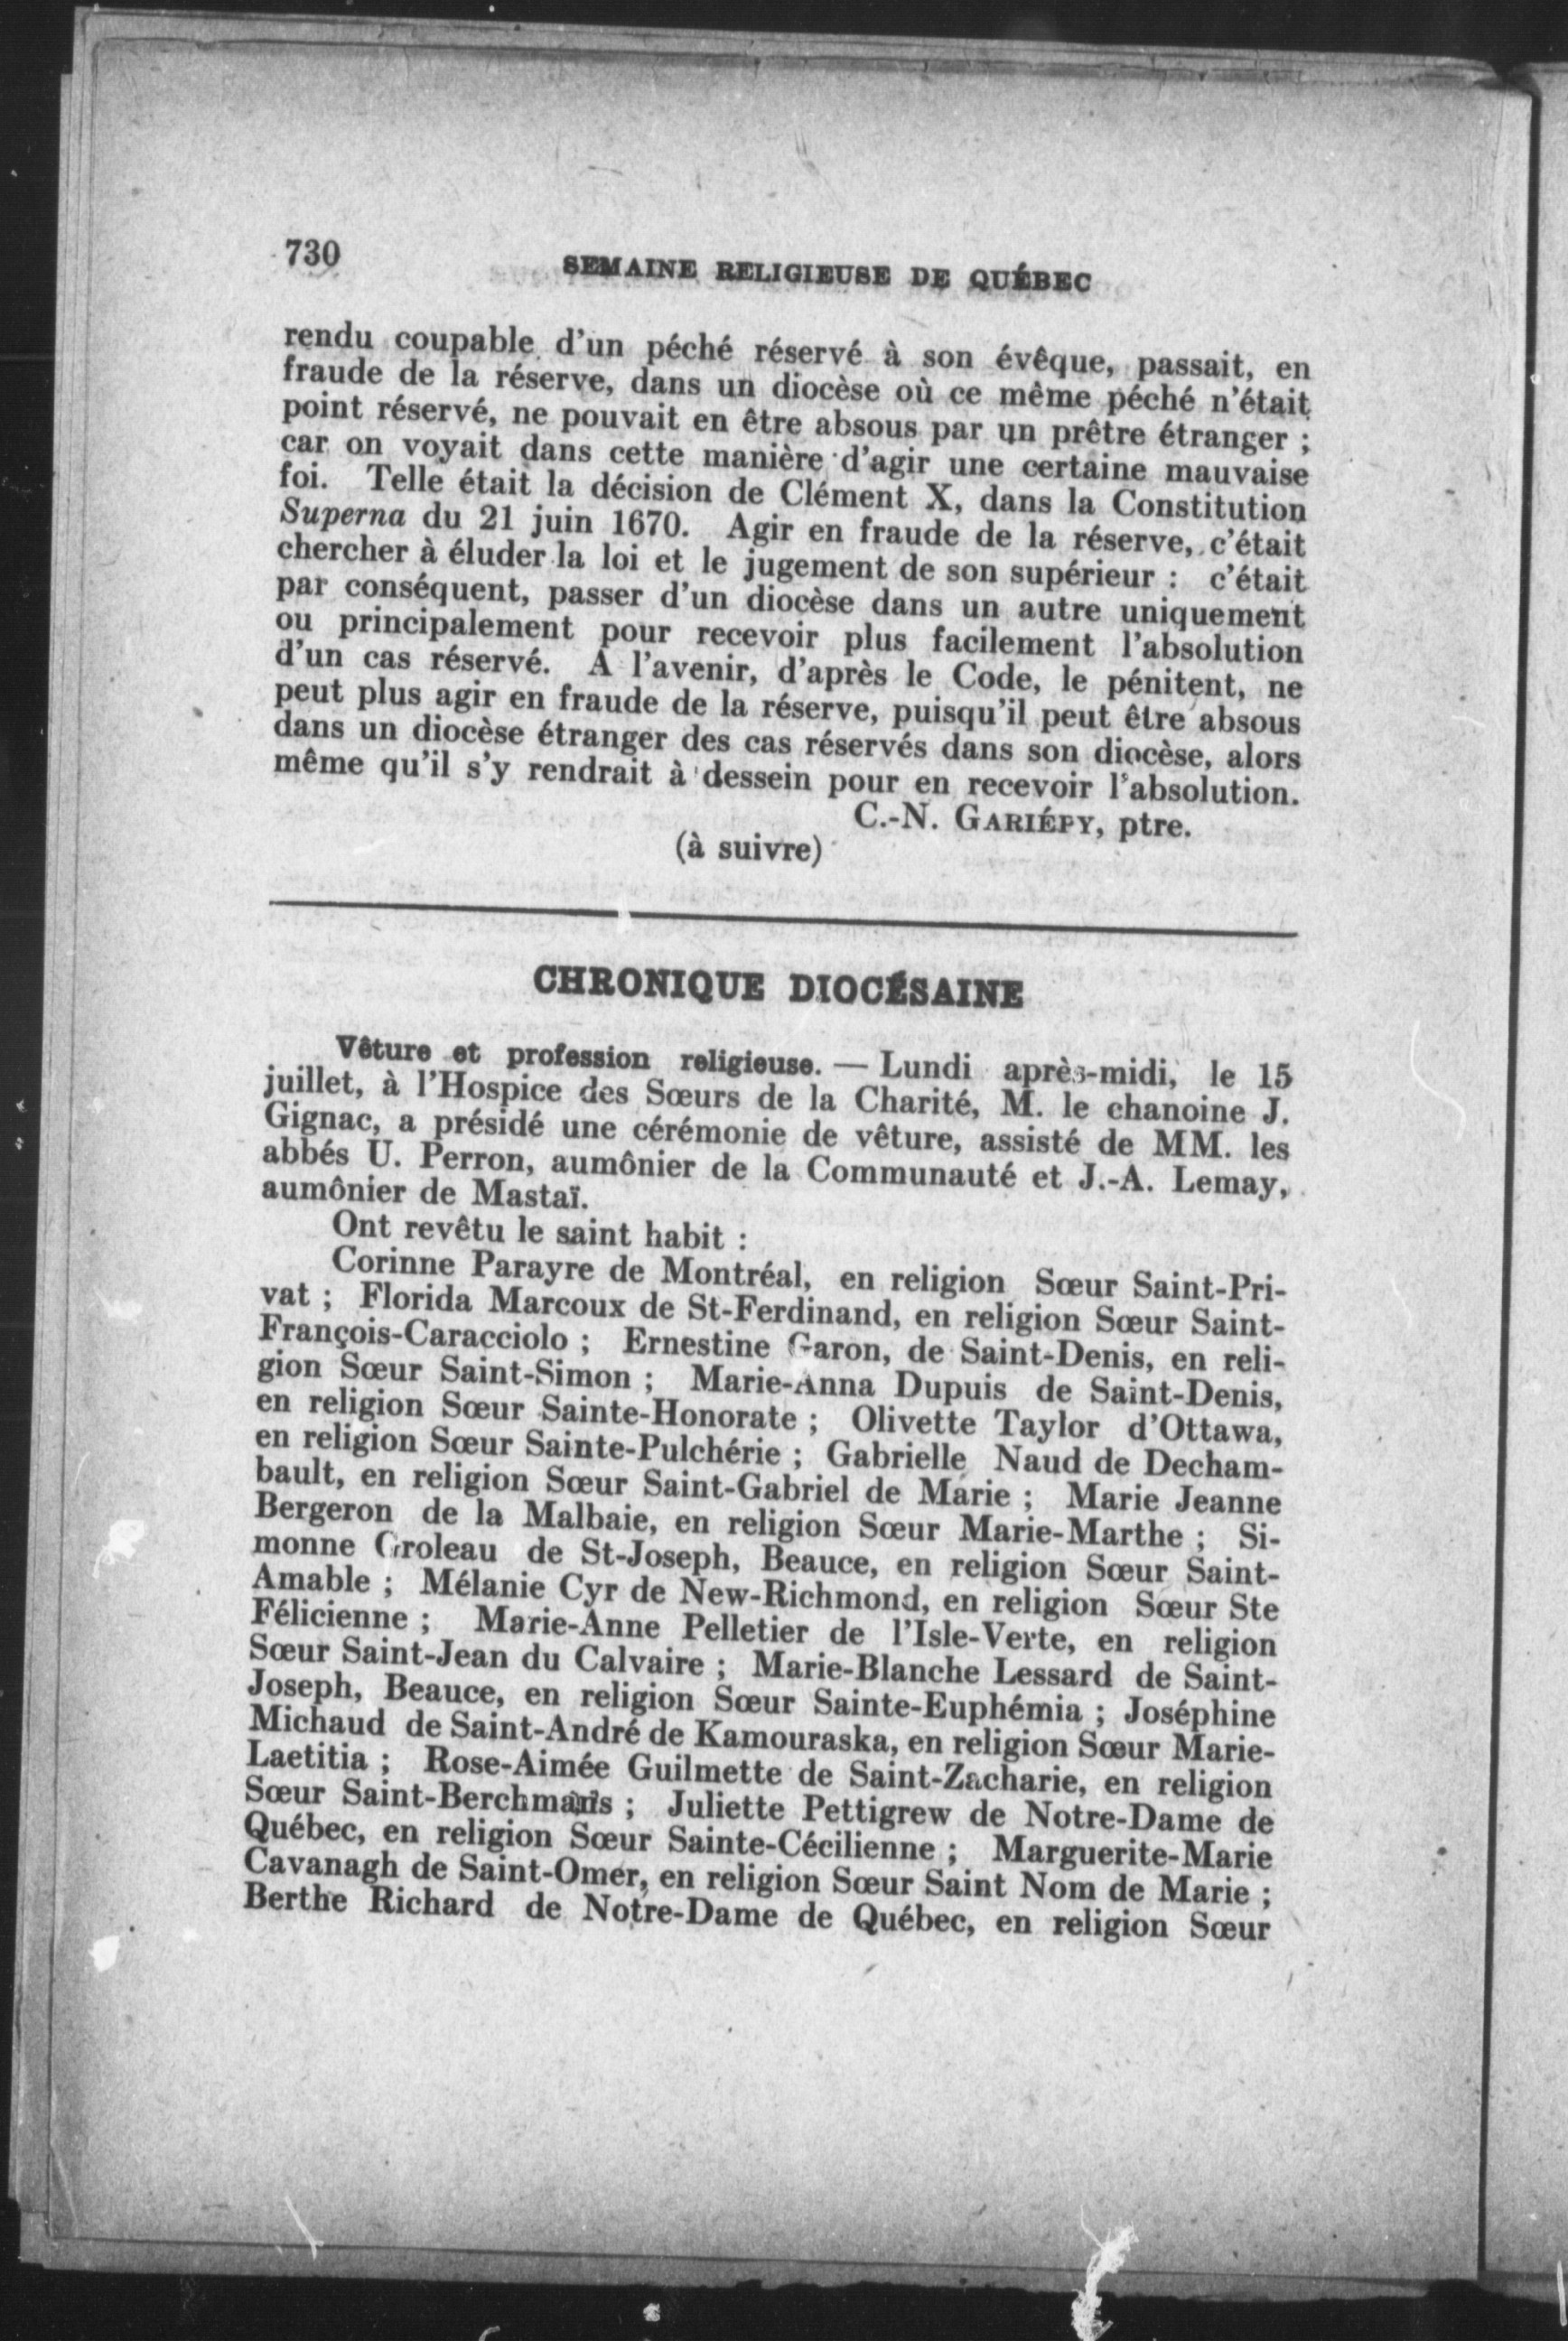 730
SEMAINE RELIGIEUSE DE QUÉBEC
rendu coupable d'un péché réservé à son évêque, passait, en
fraude de la réserve, dans un diocèse où ce même péché n'était
point réservé, ne pouvait en être absous par un prêtre étranger ;
car on voyait dans cette manière d'agir une certaine mauvaise
foi. Telle était la décision de Clément X, dans la Constitution
Superna du 21 juin 1670. Agir en fraude de la réserve, c'était
chercher à éluder la loi et le jugement de son supérieur : c'était
par conséquent, passer d'un diocèse dans un autre uniquement
ou principalement pour recevoir plus facilement l'absolution
d'un cas réservé. A l'avenir, d'après le Code, le pénitent, ne
peut plus agir en fraude de la réserve, puisqu'il peut être absous
dans un diocèse étranger des cas réservés dans son diocèse, alors
même qu'il s'y rendrait à dessein pour en recevoir l'absolution.
C.-N. GARIÉPY, ptre.
(à suivre)
CHRONIQUE DIOCÉSAINE
Vêture et profession religieuse. — Lundi après-midi, le 15
juillet, à l'Hospice des Sœurs de la Charité, M. le chanoine J.
Gignac, a présidé une cérémonie de vêture, assisté de MM. les
abbés U. Perron, aumônier de la Communauté et J.-A. Lemay,
aumônier de Mastaï.
Ont revêtu le saint habit :
Corinne Parayre de Montréal, en religion Sœur Saint-Pri-
vat ; Florida Marcoux de St-Ferdinand, en religion Sœur Saint-
François-Caracciolo ; Ernestine Garon, de Saint-Denis, en reli-
gion Sœur Saint-Simon ; Marie-Anna Dupuis de Saint-Denis,
en religion Sœur Sainte-Honorate ; Olivette Taylor d'Ottawa,
en religion Sœur Sainte-Pulchérie ; Gabrielle Naud de Decham-
bault, en religion Sœur Saint-Gabriel de Marie ; Marie Jeanne
Bergeron de la Malbaie, en religion Sœur Marie-Marthe ; Si-
monne Groleau de St-Joseph, Beauce, en religion Sœur Saint-
Amable ; Mélanie Cyr de New-Richmond, en religion Sœur Ste
Félicienne ; Marie-Anne Pelletier de l'Isle-Verte, en religion
Sœur Saint-Jean du Calvaire ; Marie-Blanche Lessard de Saint-
Joseph, Beauce, en religion Sœur Sainte-Euphémia ; Joséphine
Michaud de Saint-André de Kamouraska, en religion Sœur Marie-
Laetitia ; Rose-Aimée Guilmette de Saint-Zacharie, en religion
Sœur Saint-Berchmans ; Juliette Pettigrew de Notre-Dame de
Québec, en religion Sœur Sainte-Cécilienne ; Marguerite-Marie
Cavanagh de Saint-Omer, en religion Sœur Saint Nom de Marie ;
Berthe Richard de Notre-Dame de Québec, en religion Sœur